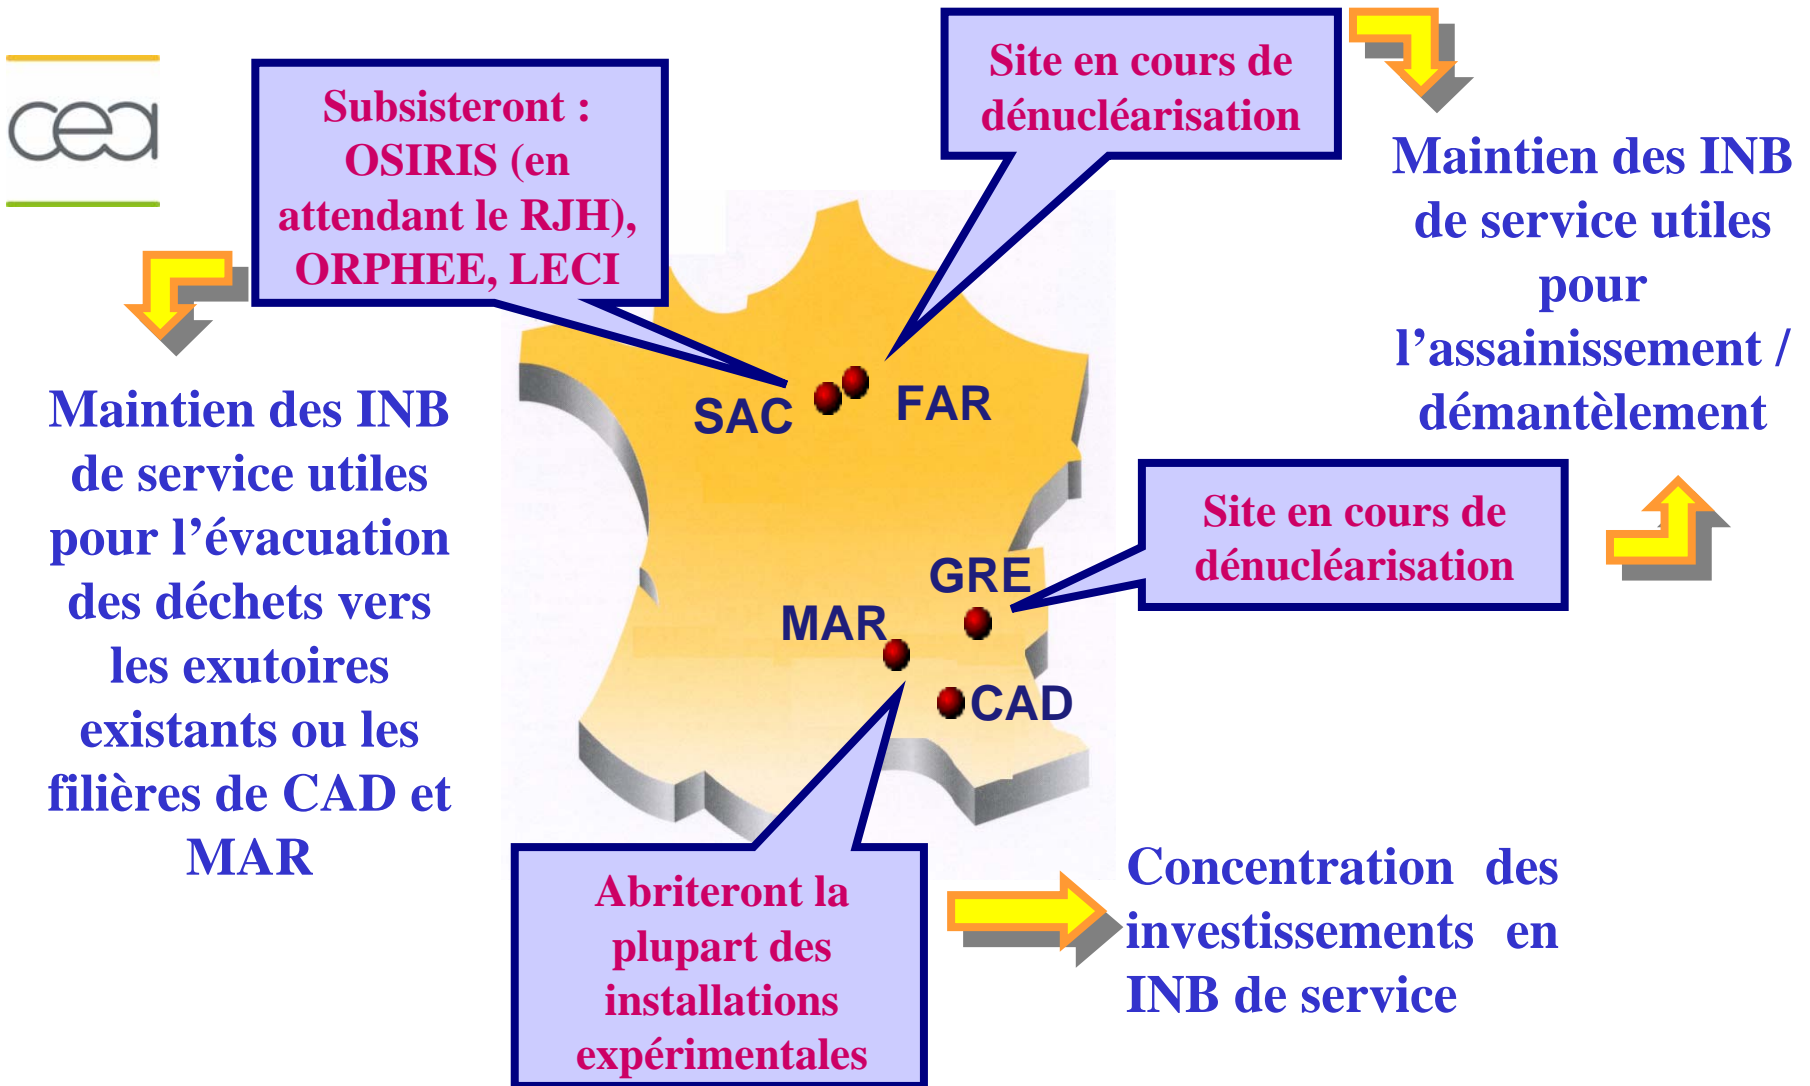 cea
Subsisteront :
OSIRIS (en
attendant le RJH),
ORPHEE, LECI
Site en cours de
dénucléarisation
Maintien des INB
de service utiles
pour
l’assainissement /
démantèlement
Maintien des INB
de service utiles
pour l’évacuation
des déchets vers
les exutoires
existants ou les
filières de CAD et
MAR
SAC
FAR
Site en cours de
dénucléarisation
GRE
MAR
CAD
Abriteront la
plupart des
installations
expérimentales
Concentration des
investissements en
INB de service